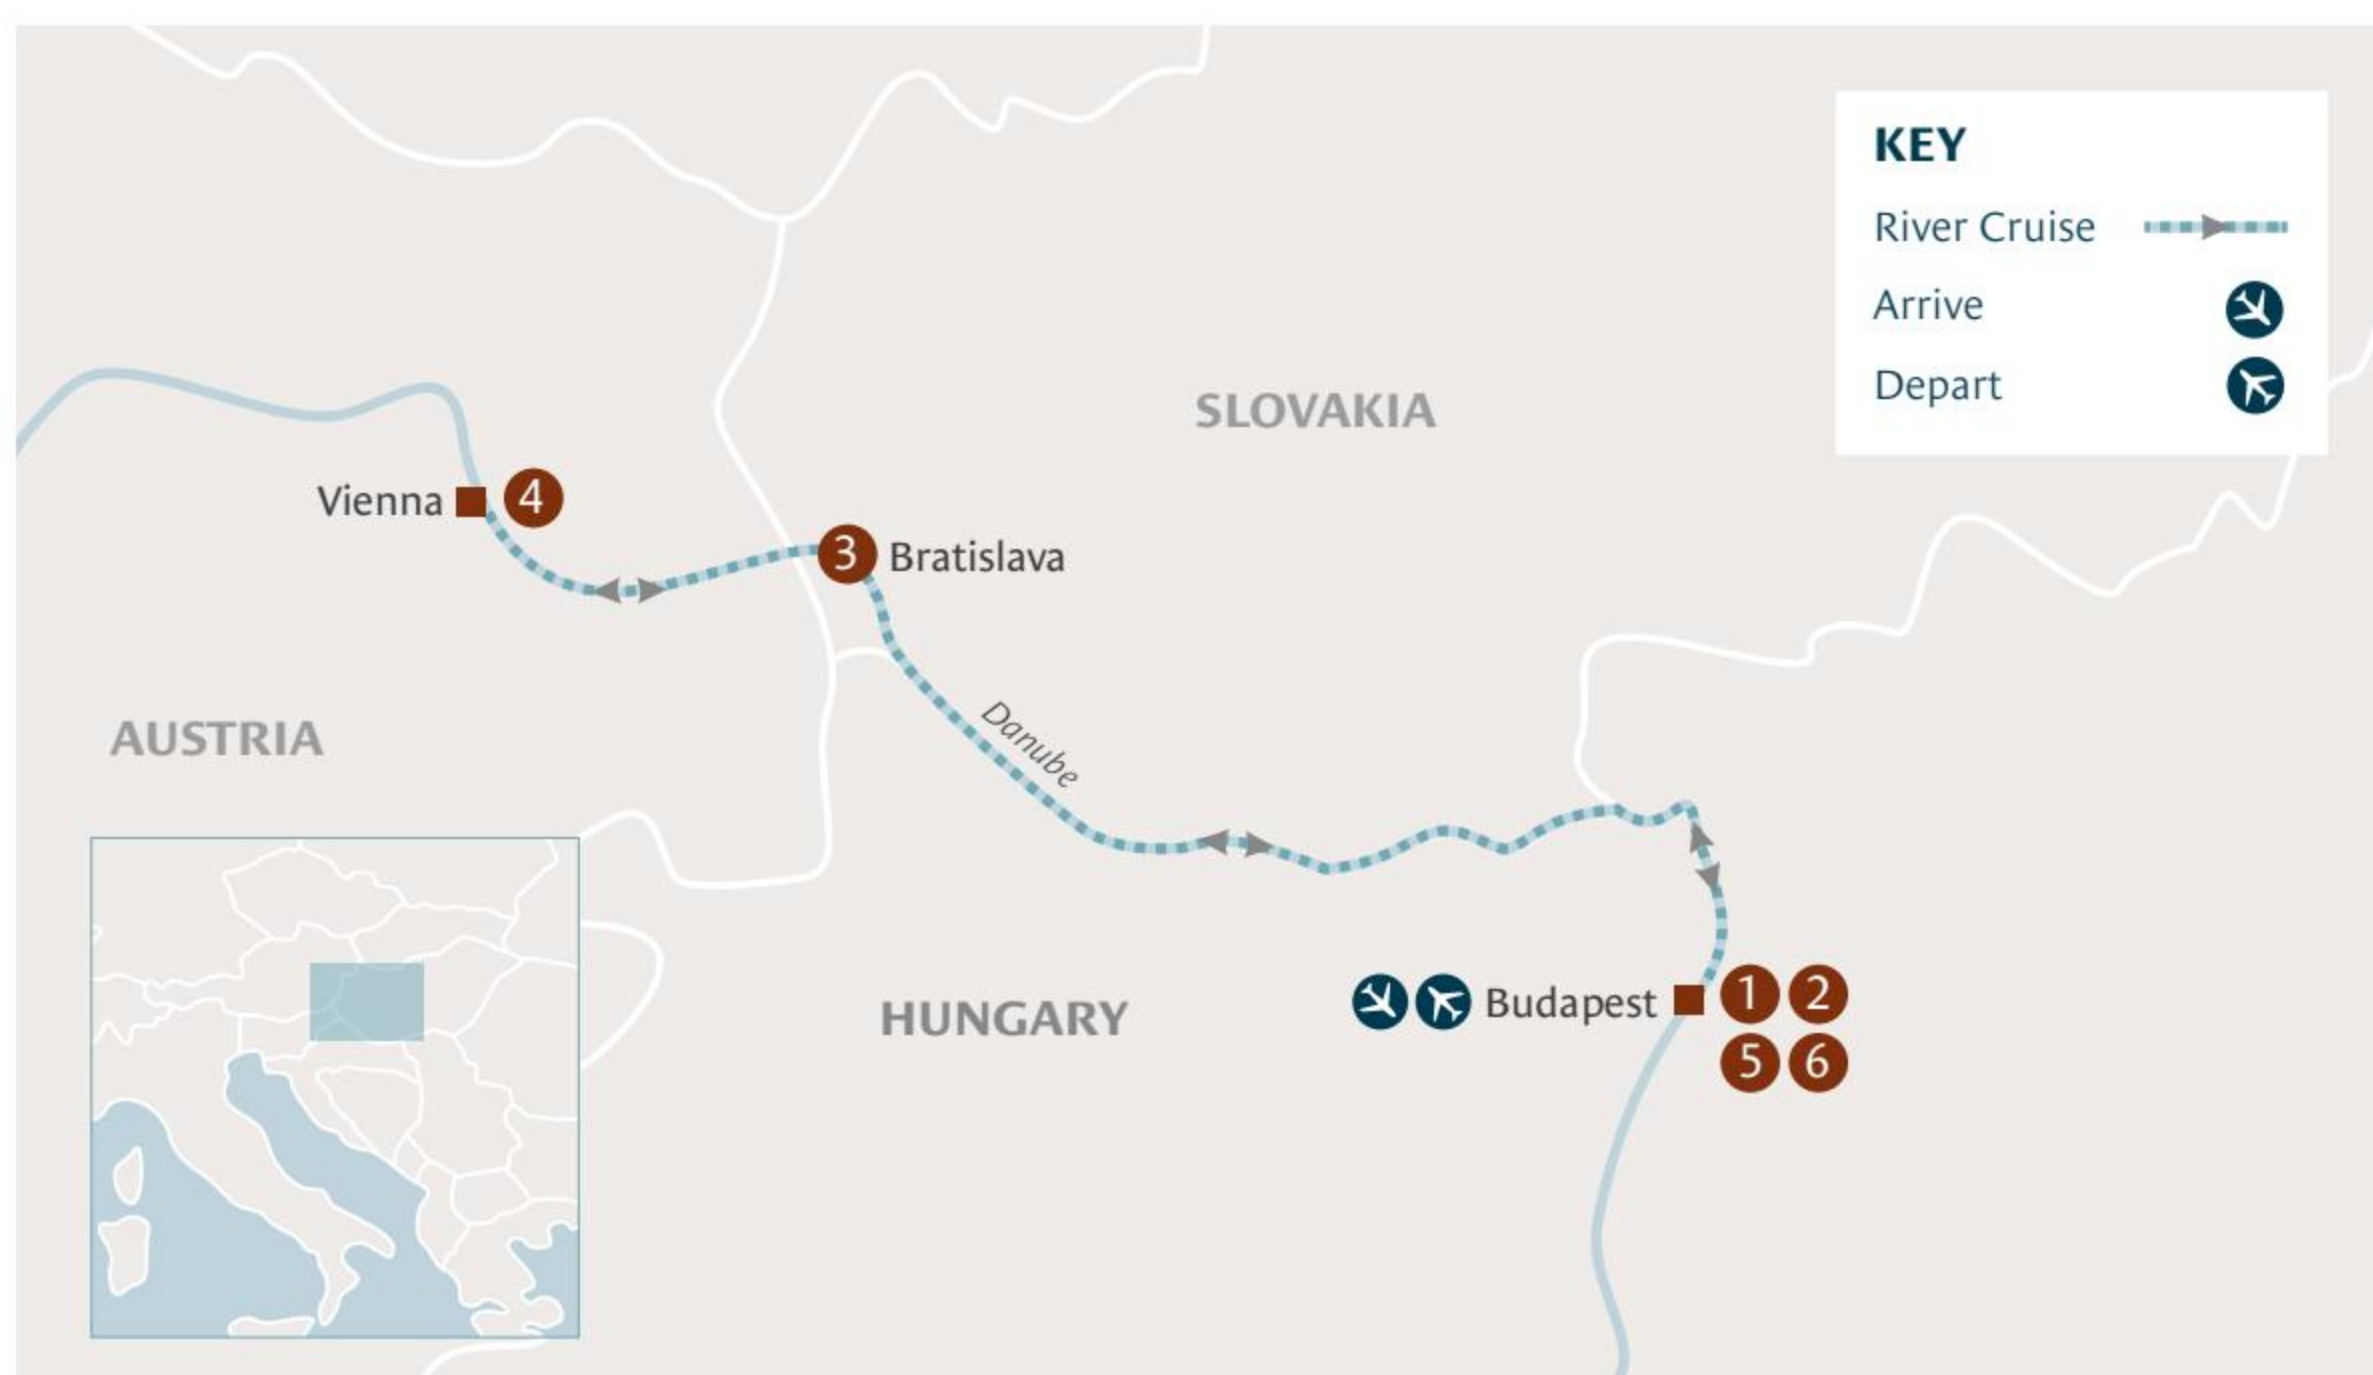 KEY
River Cruise
Arrive
Depart
SLOVAKIA
Vienna 4
3 Bratislava
Danube
AUSTRIA
HUNGARY
Budapest 1 2
5 6